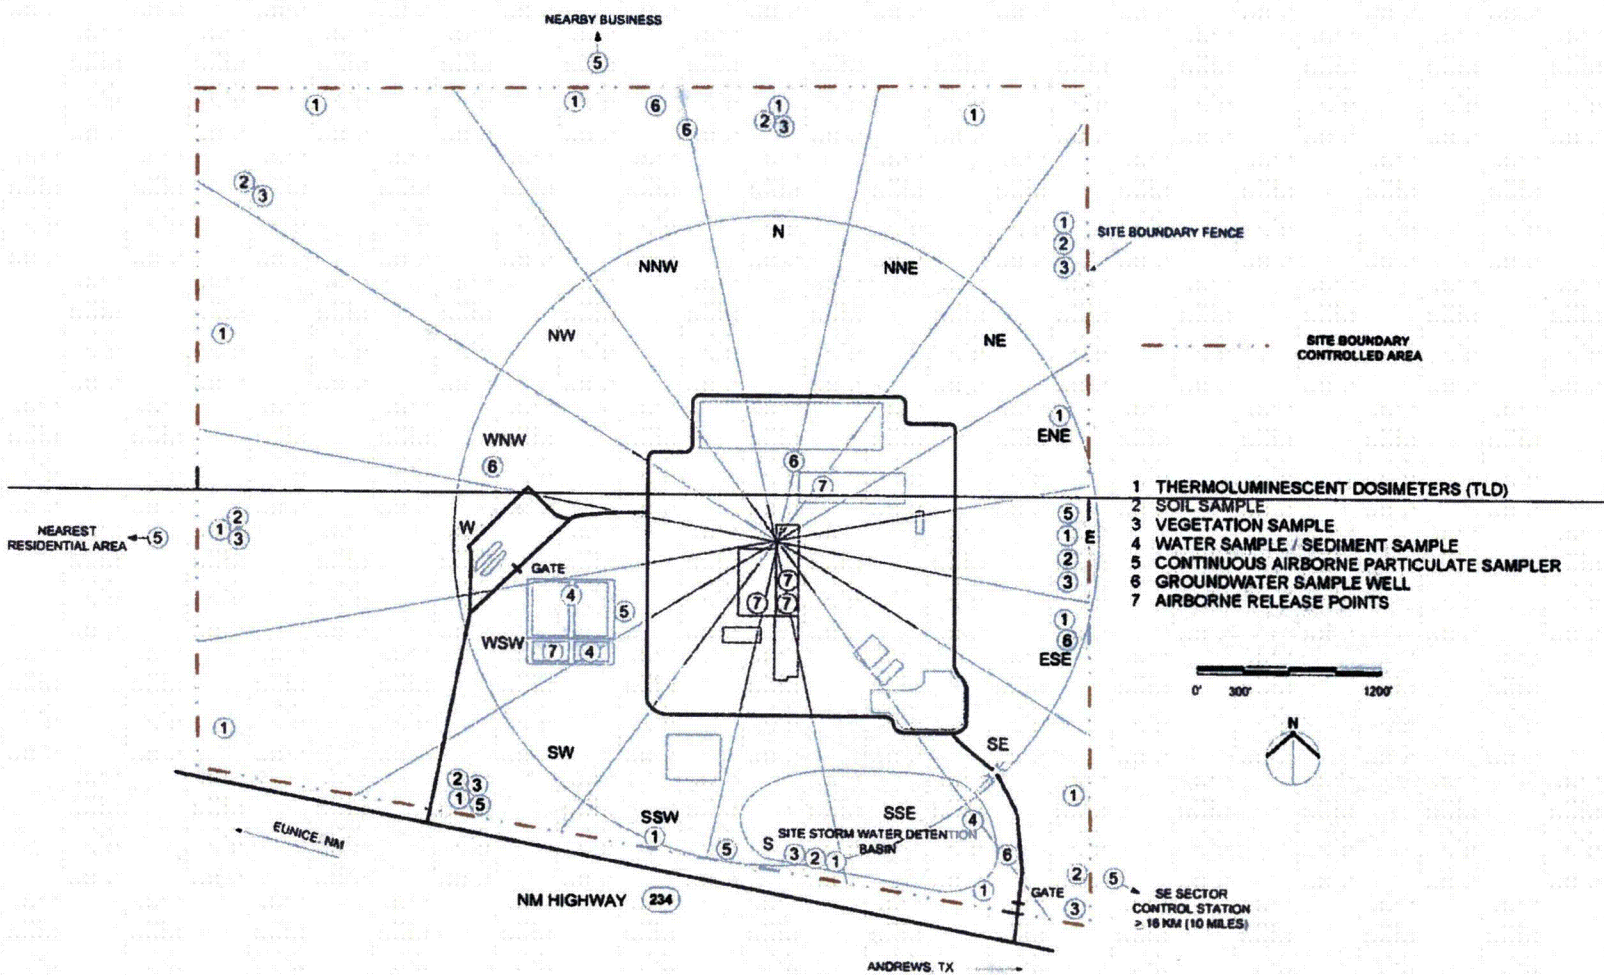 NEARBY BUSINESS
5
1
1
6
1
1
6
2
3
2
3
1
2
3
SITE BOUNDARY FENCE
N
NNW
NNE
NW
NE
1
SITE BOUNDARY
CONTROLLED AREA
1
ENE
WNW
6
6
7
1 THERMOLUMINESCENT DOSIMETERS (TLD)
2 SOIL SAMPLE
3 VEGETATION SAMPLE
4 WATER SAMPLE / SEDIMENT SAMPLE
5 CONTINUOUS AIRBORNE PARTICULATE SAMPLER
6 GROUNDWATER SAMPLE WELL
7 AIRBORNE RELEASE POINTS
NEAREST
RESIDENTIAL AREA
5
1
2
3
W
GATE
5
1
E
2
3
4
5
7
7
7
1
6
WSW
7
4
ESE
0' 300' 1200'
N
1
SW
SE
2
3
1
5
1
SSW
SSE
4
1
5
S
SITE STORM WATER DETENTION
BASIN
3
2
1
6
EUNICE, NM
1
GATE
2
3
5
SE SECTOR
CONTROL STATION
≥ 16 KM (10 MILES)
NM HIGHWAY 234
ANDREWS, TX